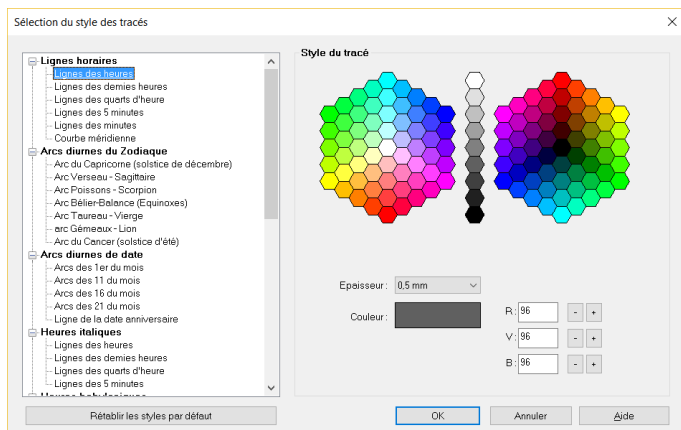 Sélection du style des tracés
Lignes horaires
Lignes des heures
Lignes des demies heures
Lignes des quarts d'heure
Lignes des 5 minutes
Lignes des minutes
Courbe méridienne
Arcs diurnes du Zodiaque
Arc du Capricorne (solstice de décembre)
Arc Verseau - Sagittaire
Arc Poissons - Scorpion
Arc Bélier-Balance (Equinoxes)
Arc Taureau - Vierge
arc Gémeaux - Lion
Arc du Cancer (solstice d'été)
Arcs diurnes de date
Arcs des 1er du mois
Arcs des 11 du mois
Arcs des 16 du mois
Arcs des 21 du mois
Ligne de la date anniversaire
Heures italiques
Lignes des heures
Lignes des demies heures
Lignes des quarts d'heure
Lignes des 5 minutes
Rétablir les styles par défaut
Style du tracé
Epaisseur : 0,5 mm
Couleur :
R : 96 - +
V : 96 - +
B : 96 - +
OK Annuler Aide